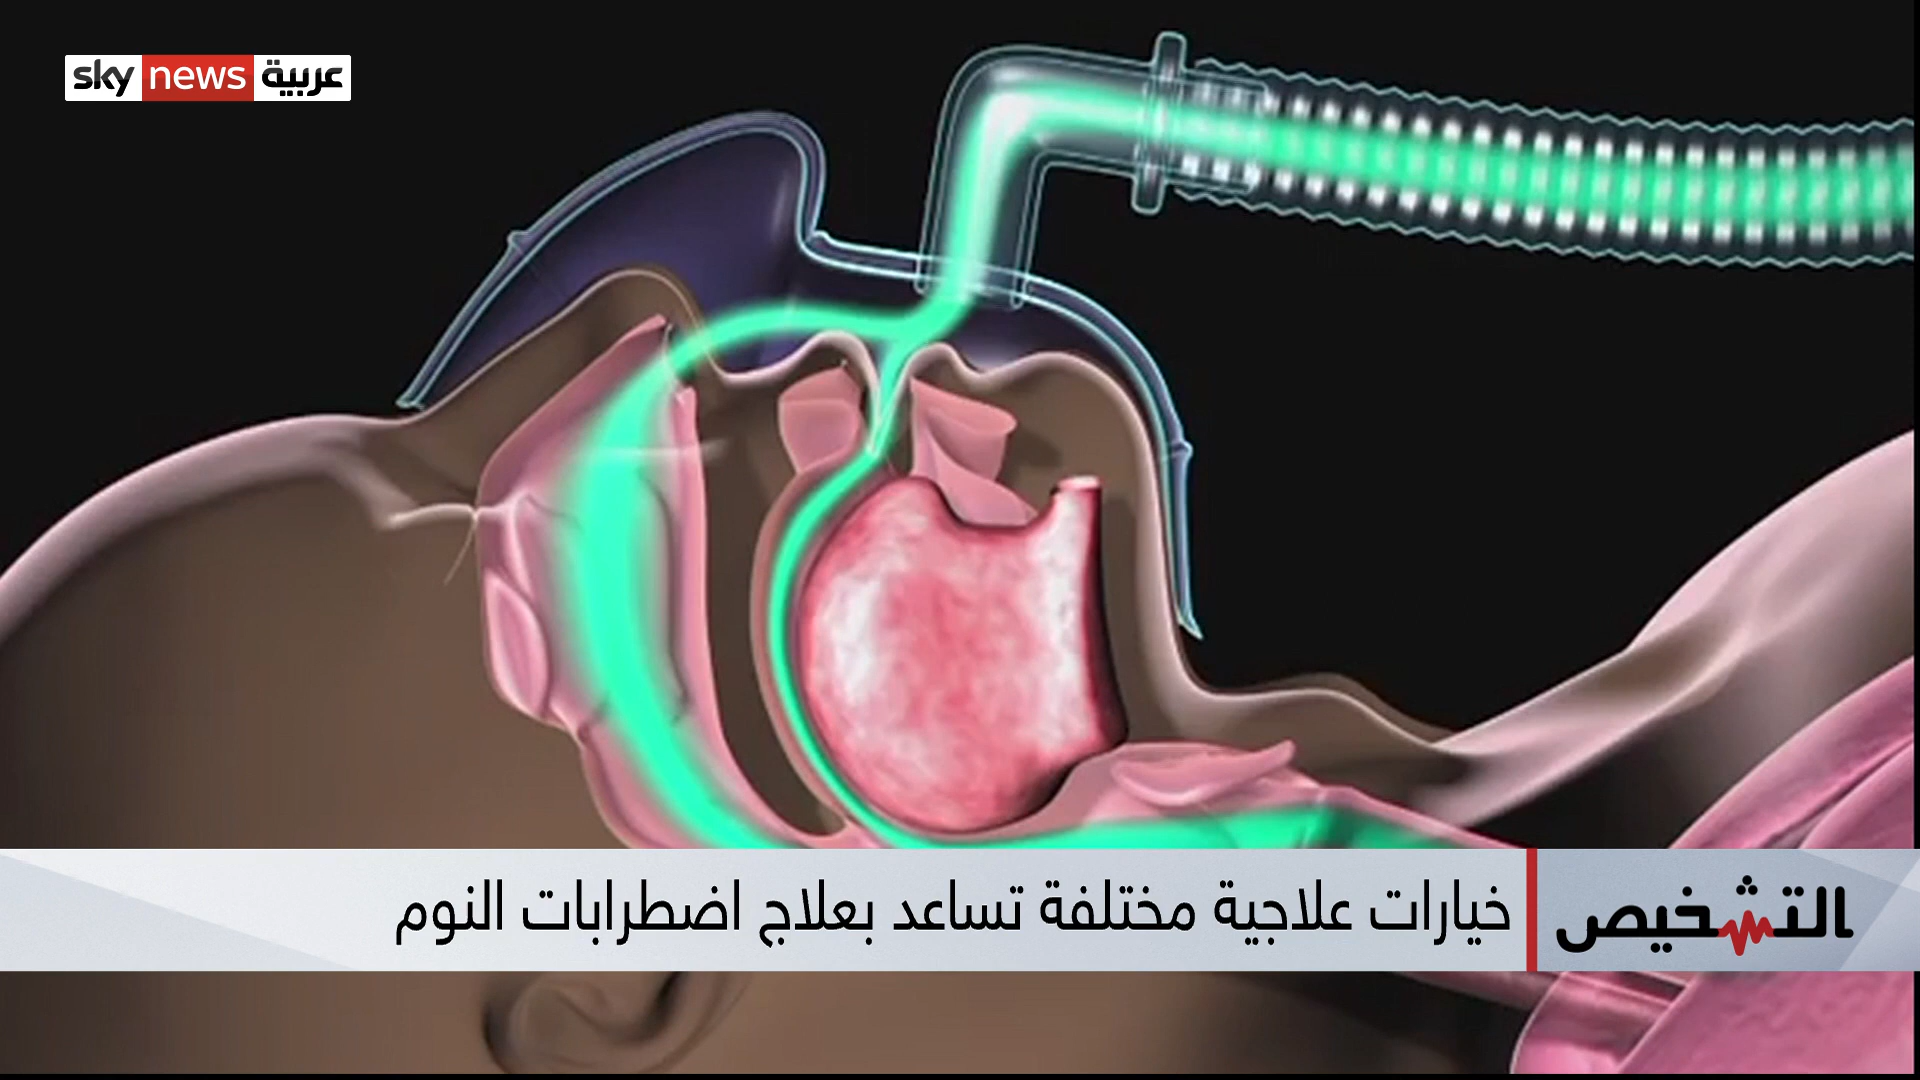 sky news عربية
التشخيص
خيارات علاجية مختلفة تساعد بعلاج اضطرابات النوم